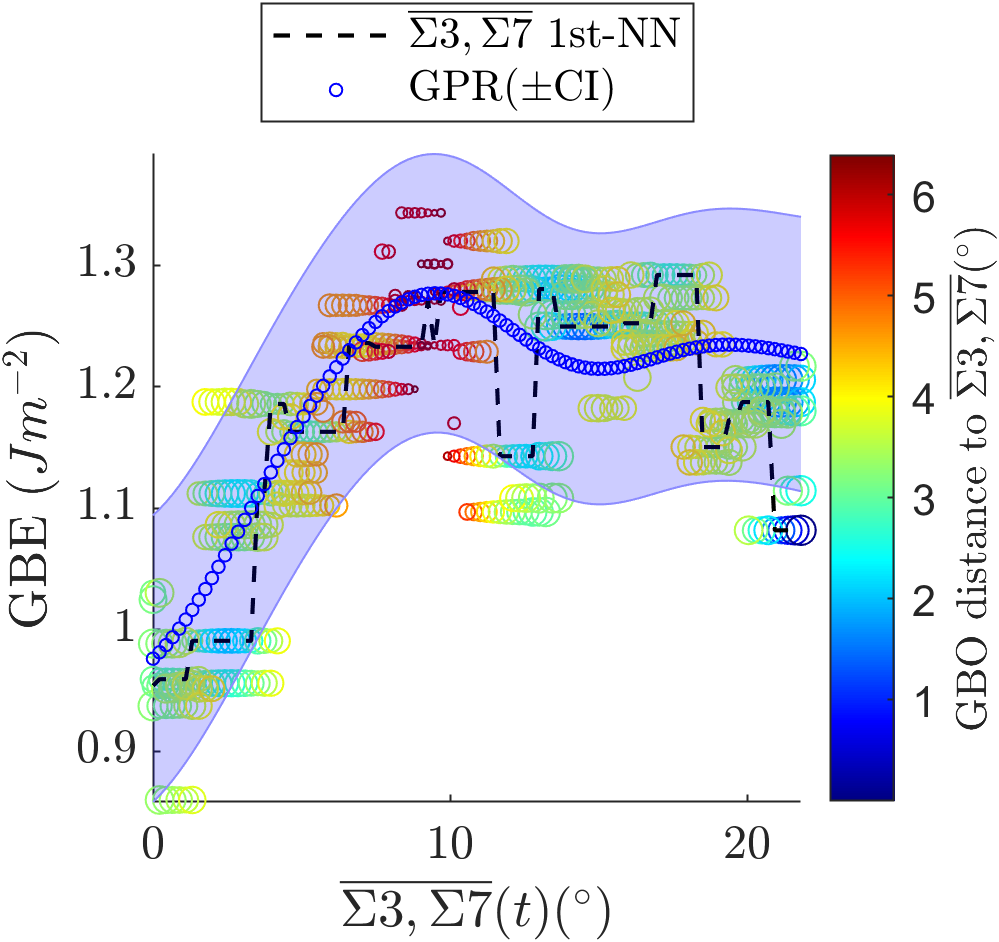 Σ3, Σ7 1st-NN
GPR(±CI)
GBE (Jm⁻²)
1.3
1.2
1.1
1
0.9
0
10
20
Σ3, Σ7(t)(°)
6
5
4
3
2
1
GBO distance to Σ3, Σ7(°)